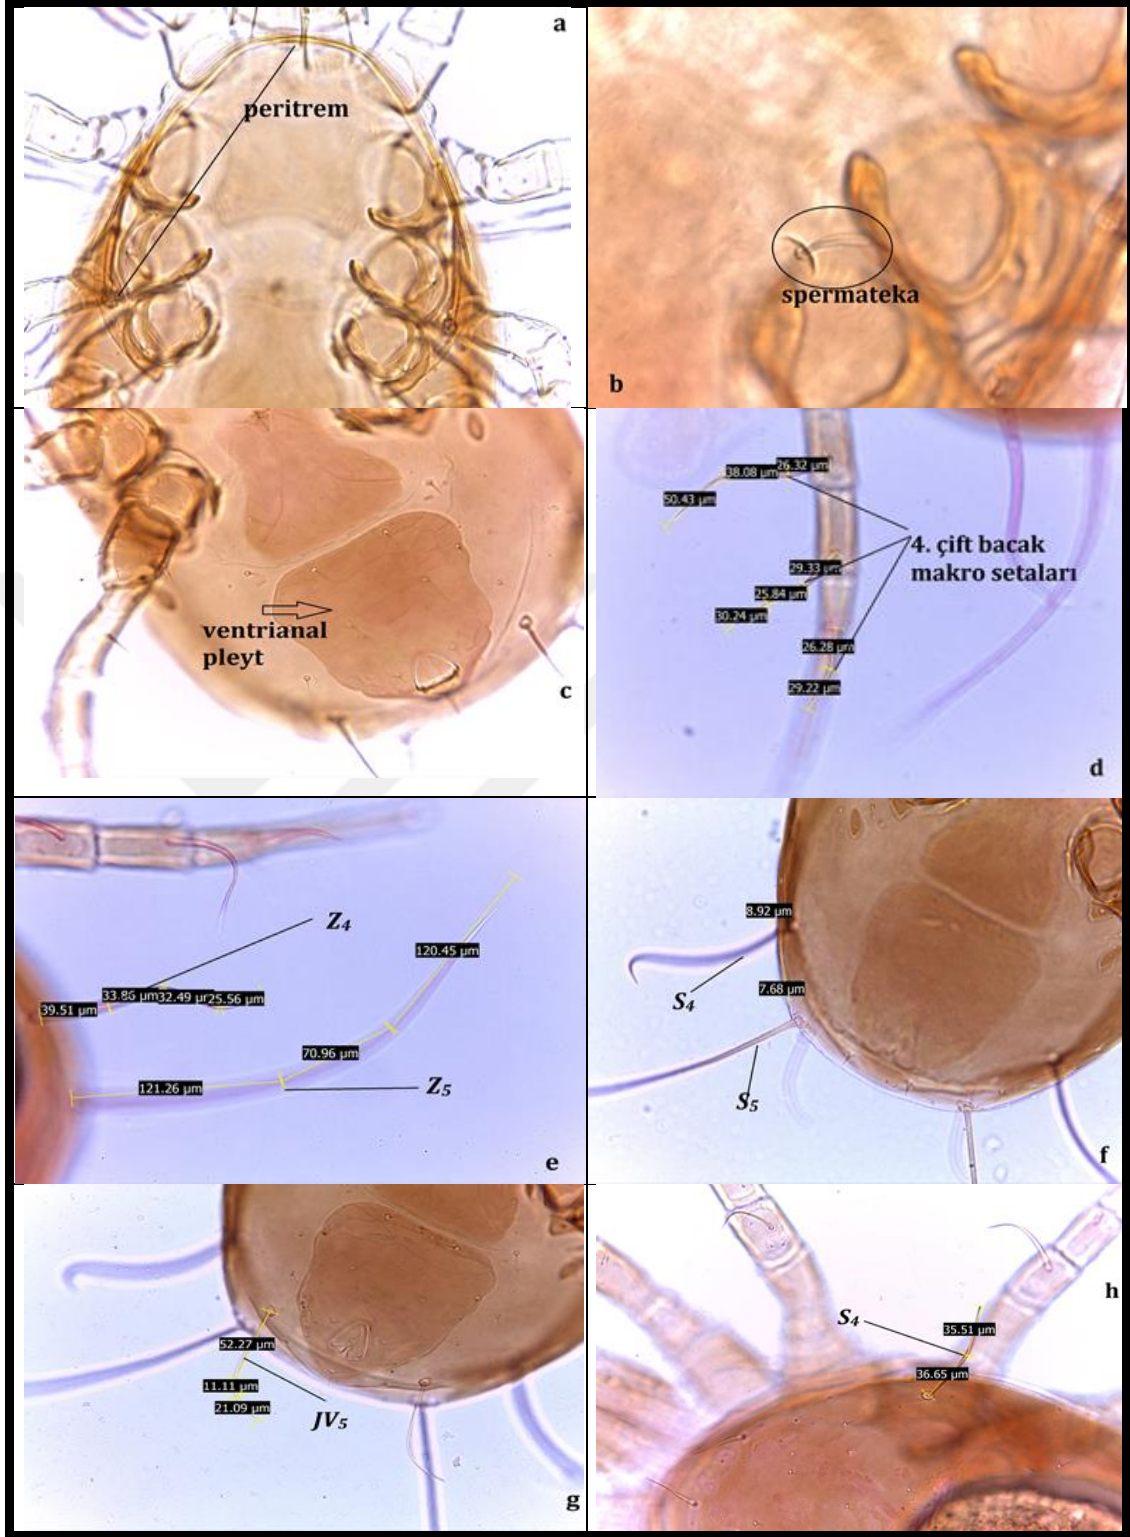 a
peritrem
spermateka
b
ventrianal
pleyt
c
38.08 µm
26.32 µm
50.43 µm
4. çift bacak
makro setaları
29.33 µm
25.84 µm
30.24 µm
26.28 µm
29.22 µm
d
Z4
120.45 µm
33.86 µm
32.49 µm
25.56 µm
39.51 µm
70.96 µm
121.26 µm
Z5
e
8.92 µm
7.68 µm
S4
S5
f
52.27 µm
11.11 µm
21.09 µm
JV5
g
h
S4
35.51 µm
36.65 µm